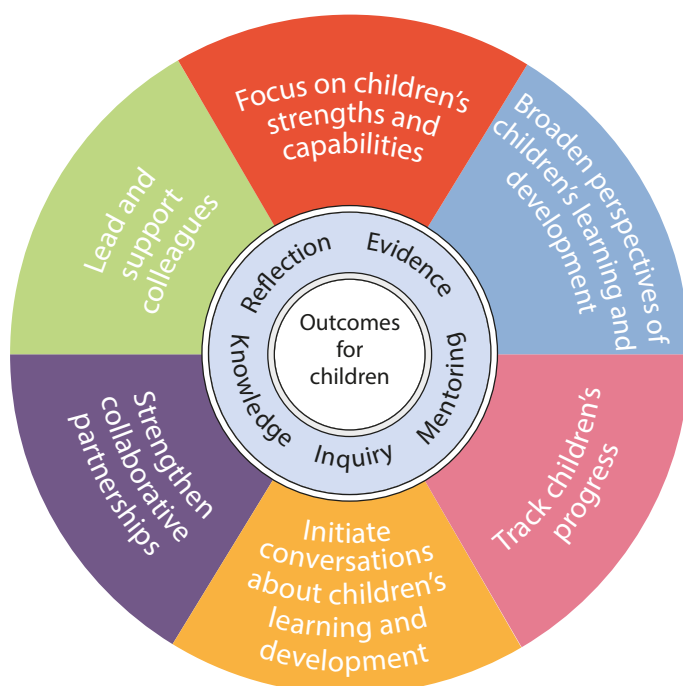 Focus on children’s
strengths and
capabilities
Broaden perspectives of
children’s learning and
development
Track children’s
progress
Initiate
conversations
about children’s
learning and
development
Strengthen
collaborative
partnerships
Lead and
support
colleagues
Reflection
Evidence
Mentoring
Inquiry
Knowledge
Outcomes
for
children